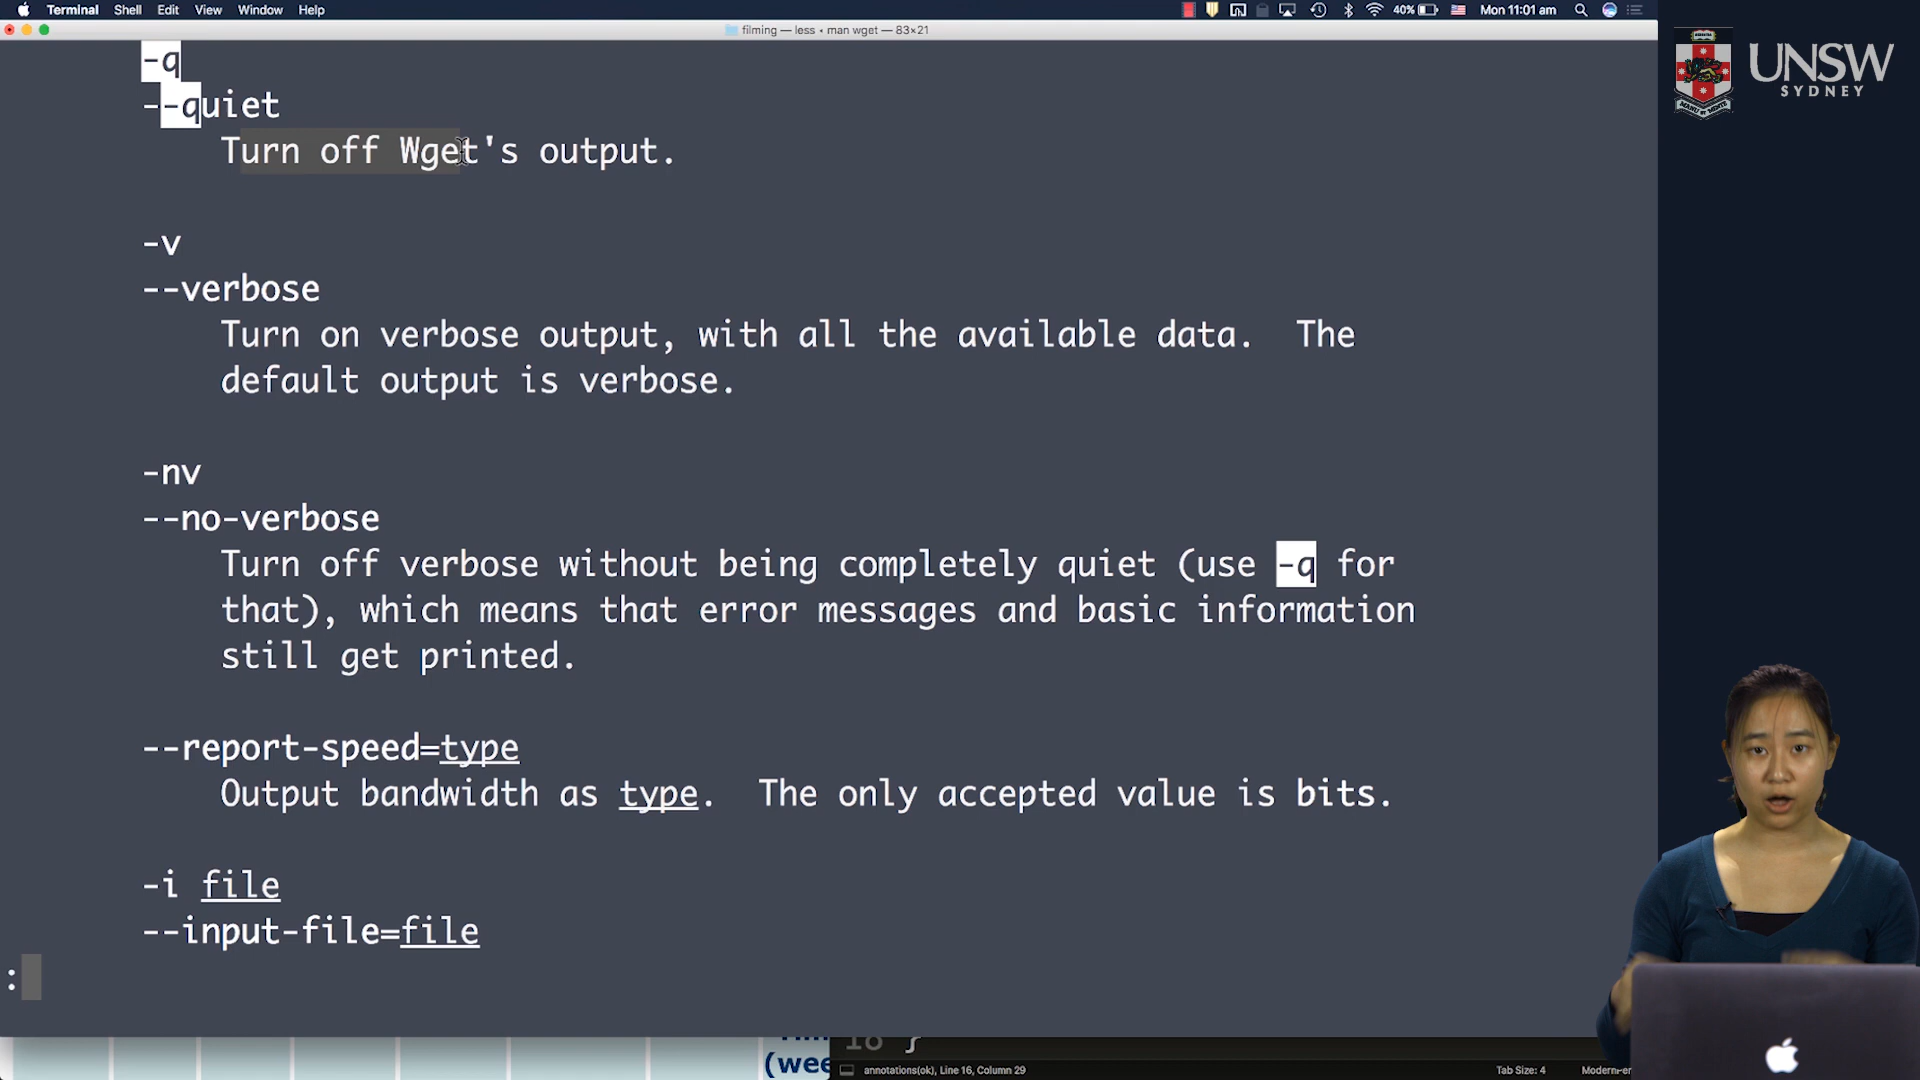 Terminal Shell Edit View Window Help
40% Mon 11:01 am
filming — less • man wget — 83×21
-q
--quiet
Turn off Wget's output.
-v
--verbose
Turn on verbose output, with all the available data.  The
default output is verbose.
-nv
--no-verbose
Turn off verbose without being completely quiet (use -q for
that), which means that error messages and basic information
still get printed.
--report-speed=type
Output bandwidth as type.  The only accepted value is bits.
-i file
--input-file=file
:
(wee
}
annotations(ok), Line 16, Column 29
Tab Size: 4
UNSW
SYDNEY